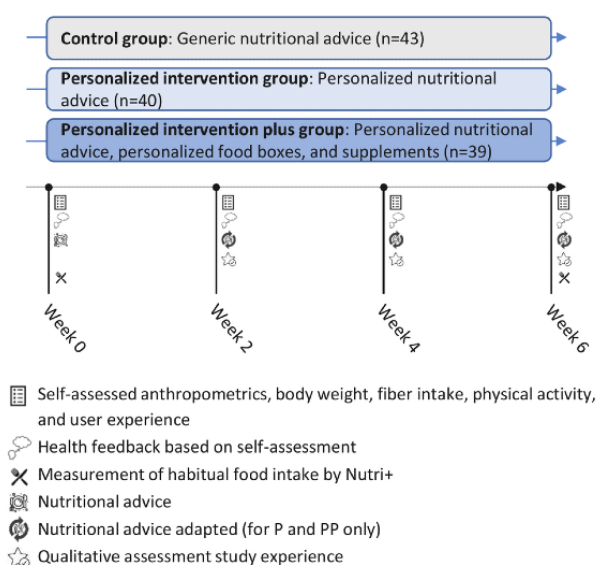 Control group: Generic nutritional advice (n=43)
Personalized intervention group: Personalized nutritional
advice (n=40)
Personalized intervention plus group: Personalized nutritional
advice, personalized food boxes, and supplements (n=39)
Week 0
Week 2
Week 4
Week 6
Self-assessed anthropometrics, body weight, fiber intake, physical activity,
and user experience
Health feedback based on self-assessment
Measurement of habitual food intake by Nutri+
Nutritional advice
Nutritional advice adapted (for P and PP only)
Qualitative assessment study experience